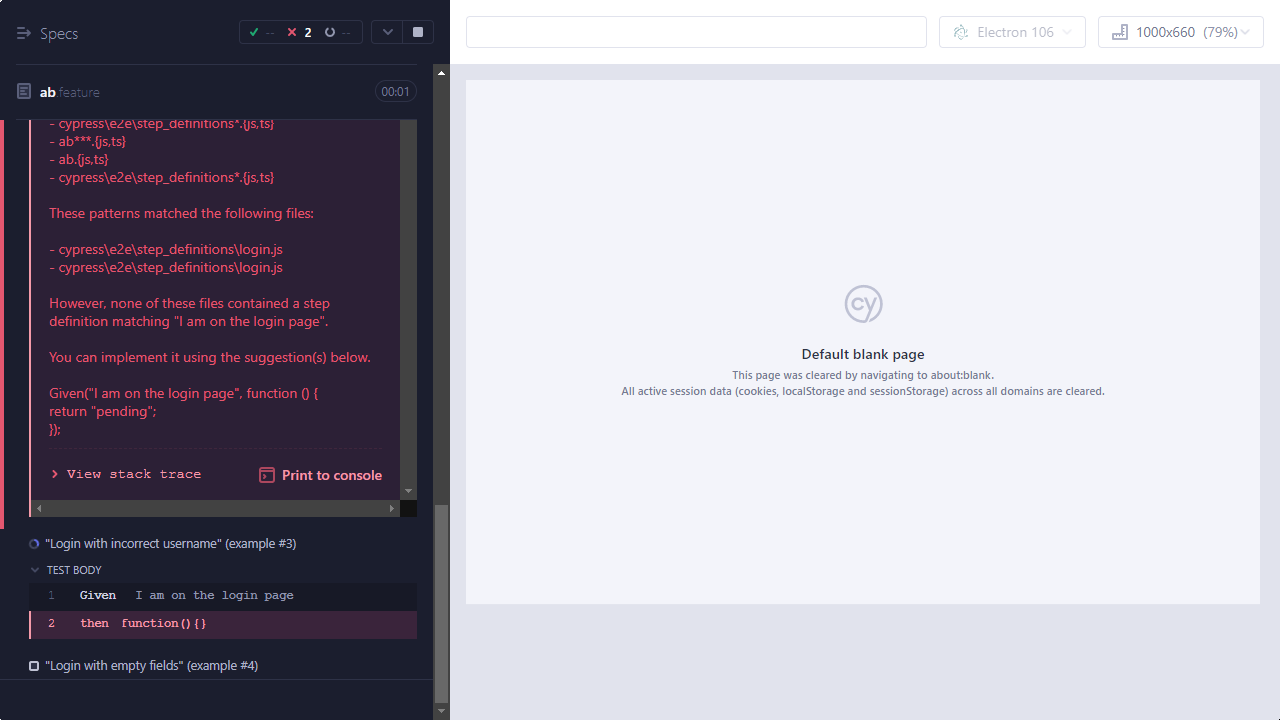 Specs
-- 2 --
Electron 106
1000x660 (79%)
ab.feature
00:01
- cypress\e2e\step_definitions*.{js,ts}
- ab***.{js,ts}
- ab.{js,ts}
- cypress\e2e\step_definitions*.{js,ts}
These patterns matched the following files:
- cypress\e2e\step_definitions\login.js
- cypress\e2e\step_definitions\login.js
However, none of these files contained a step
definition matching "I am on the login page".
You can implement it using the suggestion(s) below.
Given("I am on the login page", function () {
return "pending";
});
View stack trace
Print to console
"Login with incorrect username" (example #3)
TEST BODY
1 Given I am on the login page
2 then function(){}
"Login with empty fields" (example #4)
cy
Default blank page
This page was cleared by navigating to about:blank.
All active session data (cookies, localStorage and sessionStorage) across all domains are cleared.